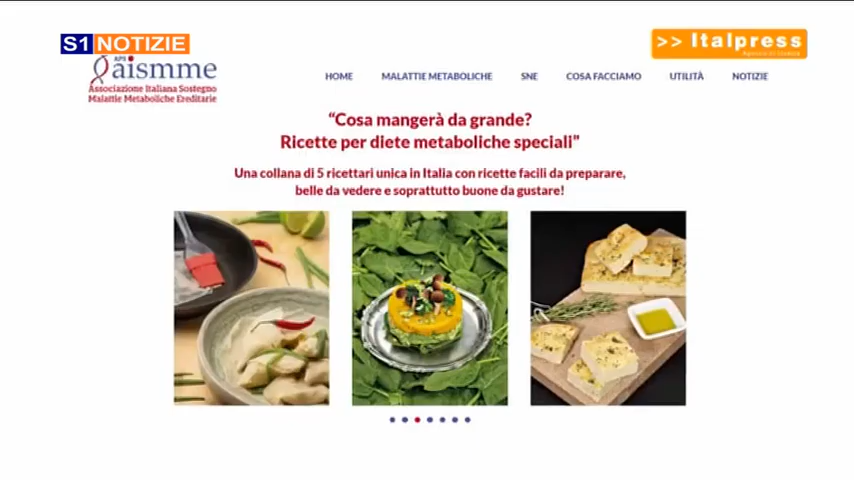 S1 NOTIZIE
>> Italpress
APS
aismme
Associazione Italiana Sostegno
Malattie Metaboliche Ereditarie
HOME MALATTIE METABOLICHE SNE COSA FACCIAMO UTILITÀ NOTIZIE
“Cosa mangerà da grande?
Ricette per diete metaboliche speciali”
Una collana di 5 ricettari unica in Italia con ricette facili da preparare,
belle da vedere e soprattutto buone da gustare!